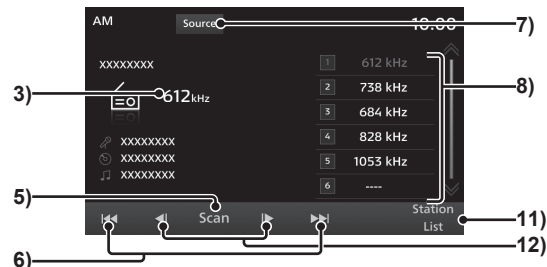 AM
Source
10:00
7)
XXXXXXXX
3)
612kHz
1 612 kHz
2 738 kHz
3 684 kHz
4 828 kHz
5 1053 kHz
6 ----
8)
XXXXXXXX
XXXXXXXX
XXXXXXXX
5)
Scan
Station
List
11)
12)
6)